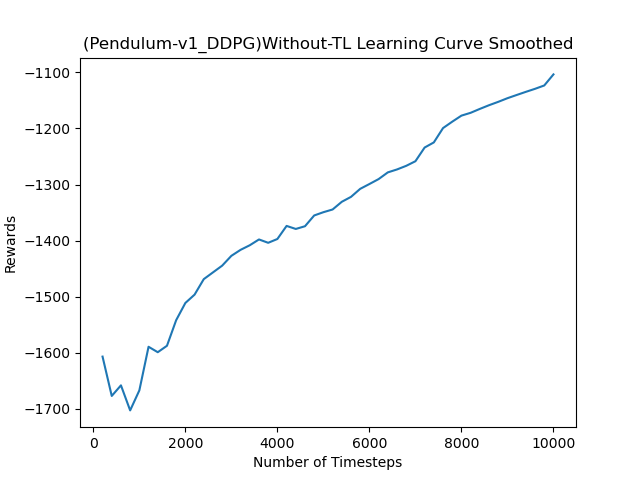 (Pendulum-v1_DDPG)Without-TL Learning Curve Smoothed
−1100
−1200
−1300
−1400
−1500
−1600
−1700
Rewards
0 2000 4000 6000 8000 10000
Number of Timesteps